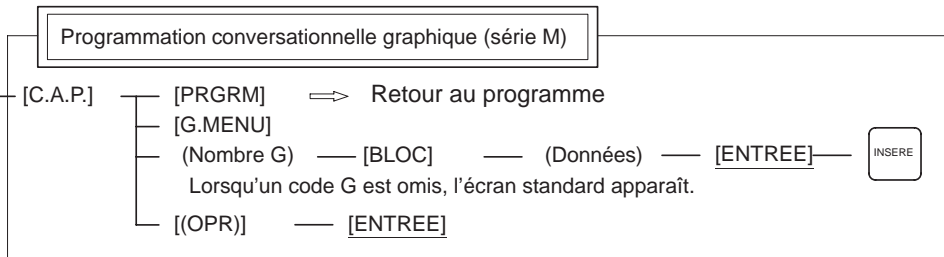 Programmation conversationnelle graphique (série M)
[C.A.P.] [PRGRM] Retour au programme
[G.MENU]
(Nombre G) [BLOC] (Données) [ENTREE] INSERE
Lorsqu'un code G est omis, l'écran standard apparaît.
[(OPR)] [ENTREE]